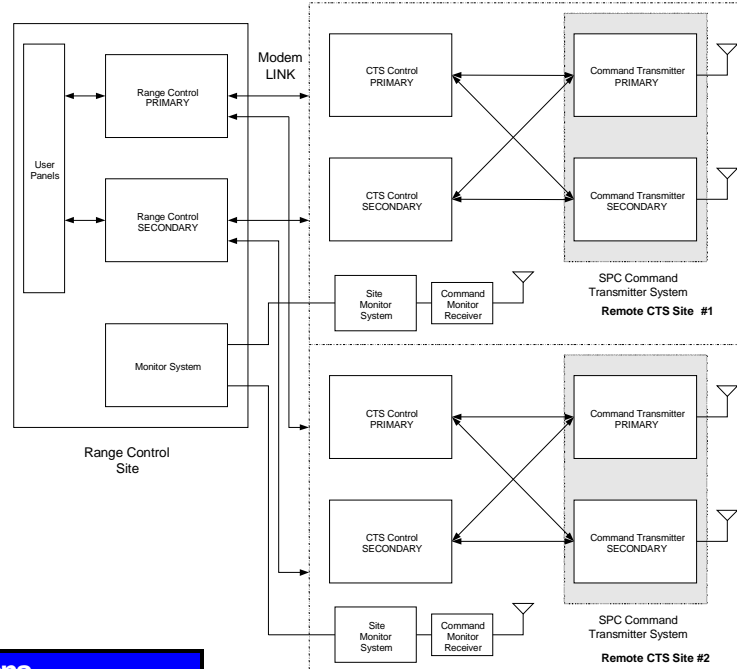 Modem
LINK
Range Control
PRIMARY
User
Panels
Range Control
SECONDARY
Monitor System
Range Control
Site
CTS Control
PRIMARY
Command Transmitter
PRIMARY
CTS Control
SECONDARY
Command Transmitter
SECONDARY
Site
Monitor
System
Command
Monitor
Receiver
SPC Command
Transmitter System
Remote CTS Site #1
CTS Control
PRIMARY
Command Transmitter
PRIMARY
CTS Control
SECONDARY
Command Transmitter
SECONDARY
Site
Monitor
System
Command
Monitor
Receiver
SPC Command
Transmitter System
Remote CTS Site #2